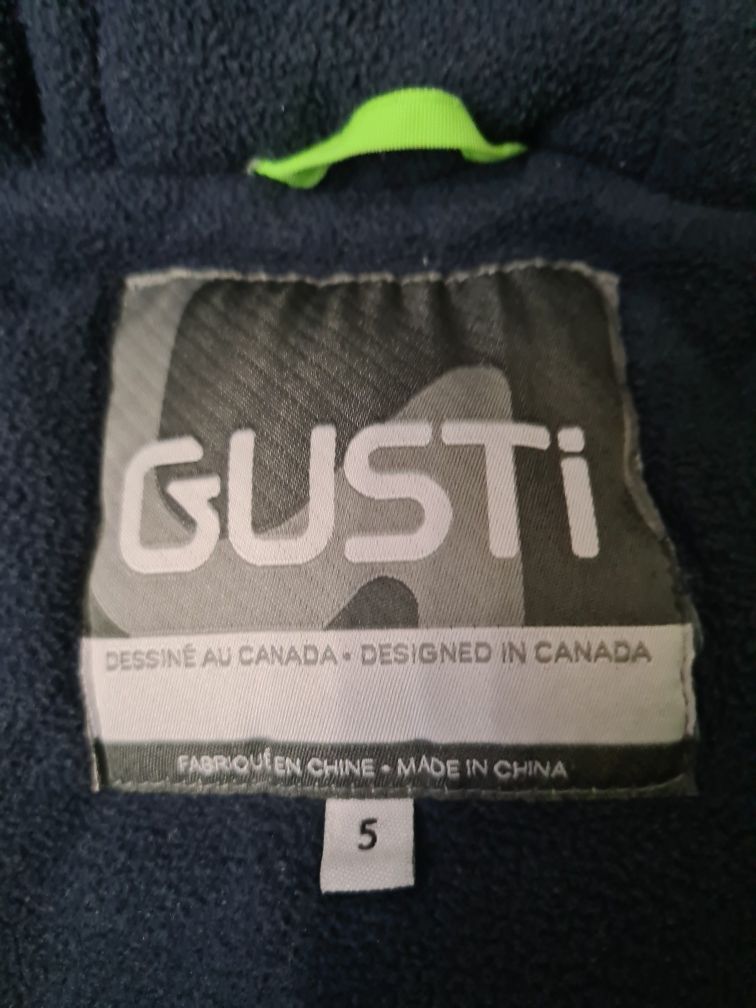 GUSTi
DESSINÉ AU CANADA • DESIGNED IN CANADA
FABRIQUÉ EN CHINE • MADE IN CHINA
5